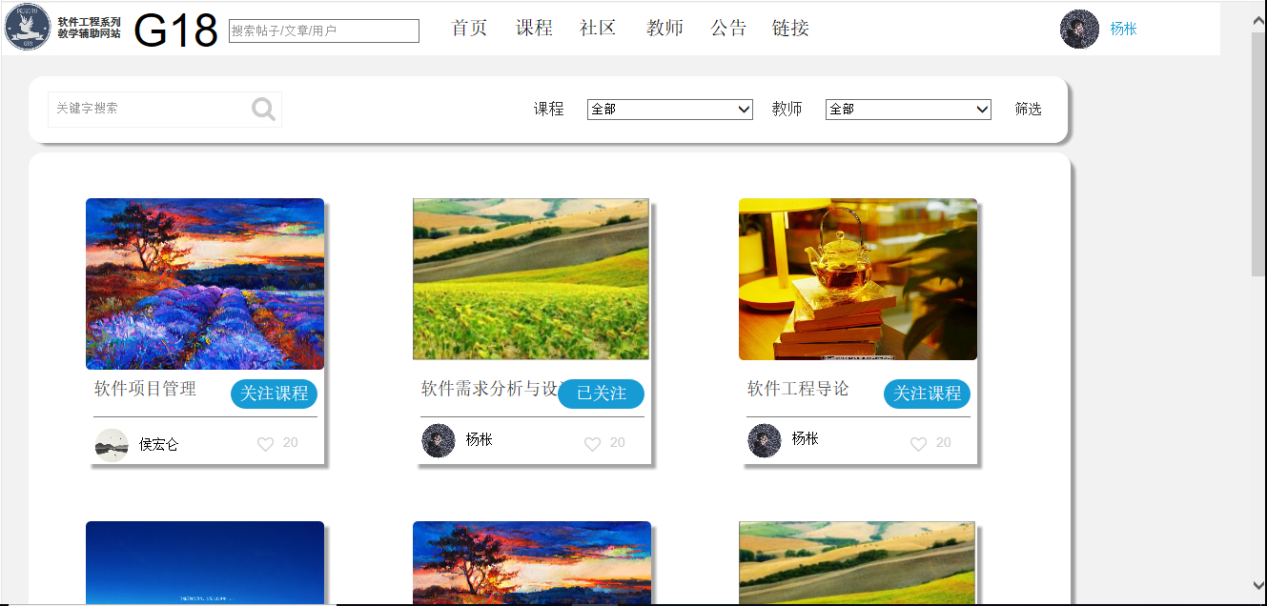 软件工程系列
教学辅助网站
G18
搜索帖子/文章/用户
首页 课程 社区 教师 公告 链接
杨枨
关键字搜索
课程 全部 教师 全部 筛选
软件项目管理 关注课程
侯宏仑 20
软件需求分析与设 已关注
杨枨 20
软件工程导论 关注课程
杨枨 20